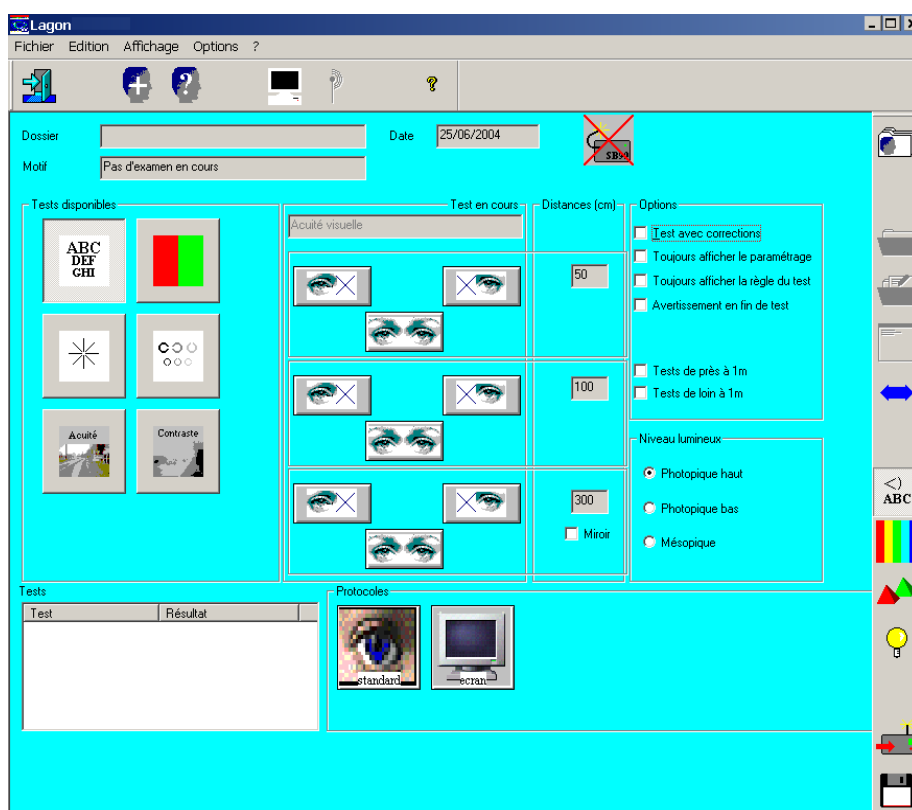 Lagon
Fichier Edition Affichage Options ?
Dossier
Date 25/06/2004
SB99
Motif Pas d'examen en cours
Tests disponibles
Test en cours
Distances (cm)
Options
ABC
DEF
GHI
Acuité visuelle
Test avec corrections
Toujours afficher le paramétrage
Toujours afficher la règle du test
Avertissement en fin de test
50
Tests de près à 1m
Tests de loin à 1m
100
Acuité
Contraste
Niveau lumineux
Photopique haut
Photopique bas
Mésopique
300
Miroir
<)
ABC
Tests
Test Résultat
Protocoles
standard
ecran